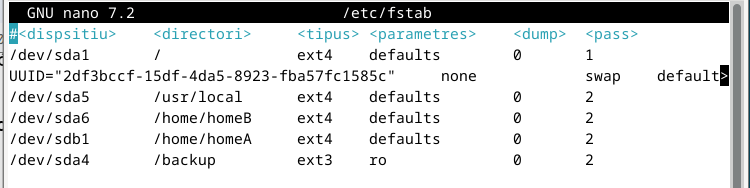 GNU nano 7.2 /etc/fstab
#<dispsitiu> <directori> <tipus> <parametres> <dump> <pass>
/dev/sda1 / ext4 defaults 0 1
UUID="2df3bccf-15df-4da5-8923-fba57fc1585c" none swap default>
/dev/sda5 /usr/local ext4 defaults 0 2
/dev/sda6 /home/homeB ext4 defaults 0 2
/dev/sdb1 /home/homeA ext4 defaults 0 2
/dev/sda4 /backup ext3 ro 0 2